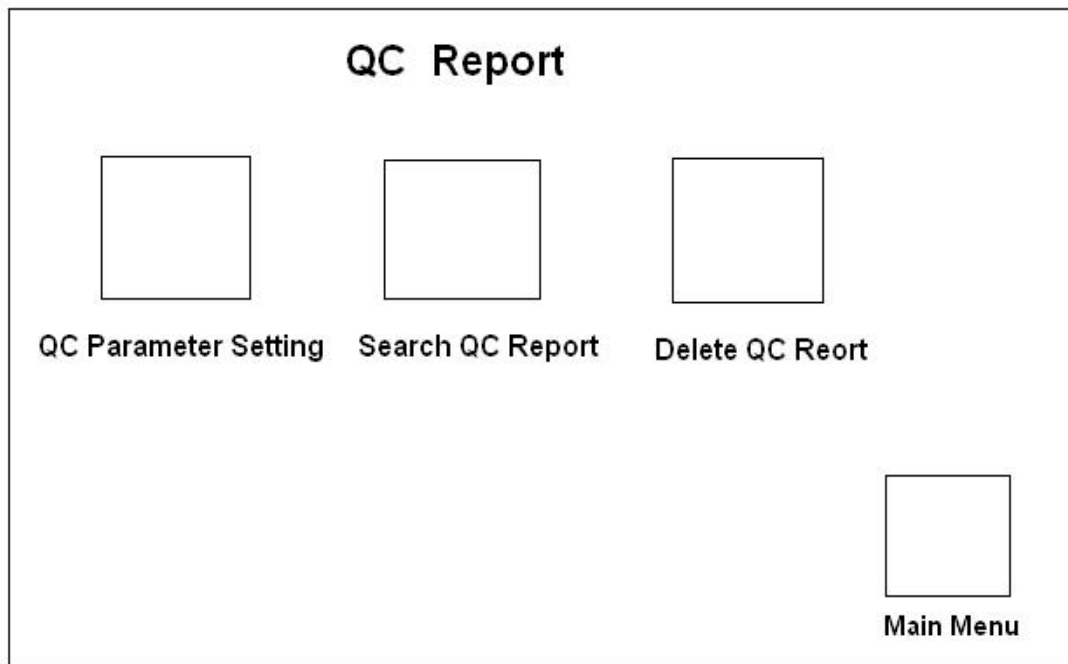 QC Report
QC Parameter Setting
Search QC Report
Delete QC Reort
Main Menu